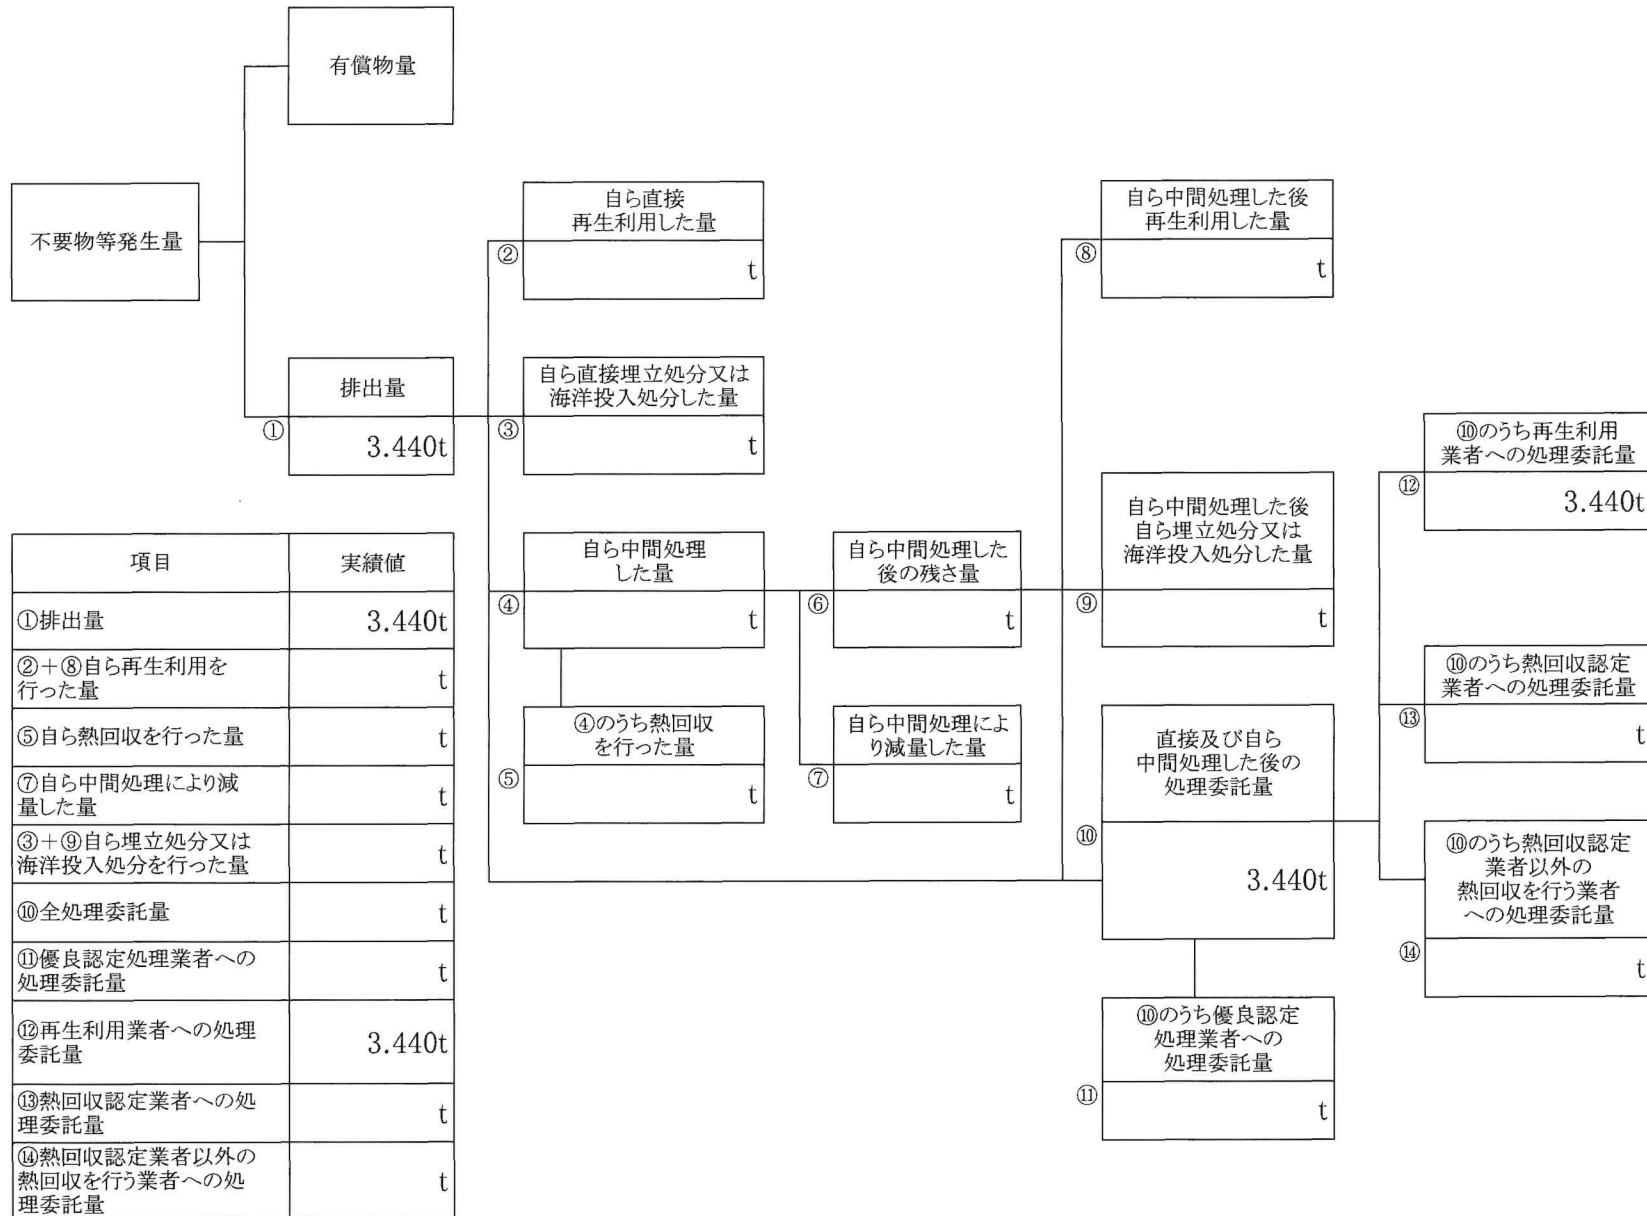 有償物量
不要物等発生量
排出量
①
3.440t
自ら直接
再生利用した量
②
t
自ら直接埋立処分又は
海洋投入処分した量
③
t
自ら中間処理
した量
④
t
④のうち熱回収
を行った量
⑤
t
自ら中間処理した
後の残さ量
⑥
t
自ら中間処理によ
り減量した量
⑦
t
自ら中間処理した後
再生利用した量
⑧
t
自ら中間処理した後
自ら埋立処分又は
海洋投入処分した量
⑨
t
直接及び自ら
中間処理した後の
処理委託量
⑩
3.440t
⑩のうち優良認定
処理業者への
処理委託量
⑪
t
⑩のうち再生利用
業者への処理委託量
⑫
3.440t
⑩のうち熱回収認定
業者への処理委託量
⑬
t
⑩のうち熱回収認定
業者以外の
熱回収を行う業者
への処理委託量
⑭
t
項目 実績値
①排出量 3.440t
②+⑧自ら再生利用を
行った量 t
⑤自ら熱回収を行った量 t
⑦自ら中間処理により減
量した量 t
③+⑨自ら埋立処分又は
海洋投入処分を行った量 t
⑩全処理委託量 t
⑪優良認定処理業者への
処理委託量 t
⑫再生利用業者への処理
委託量 3.440t
⑬熱回収認定業者への処
理委託量 t
⑭熱回収認定業者以外の
熱回収を行う業者への処
理委託量 t